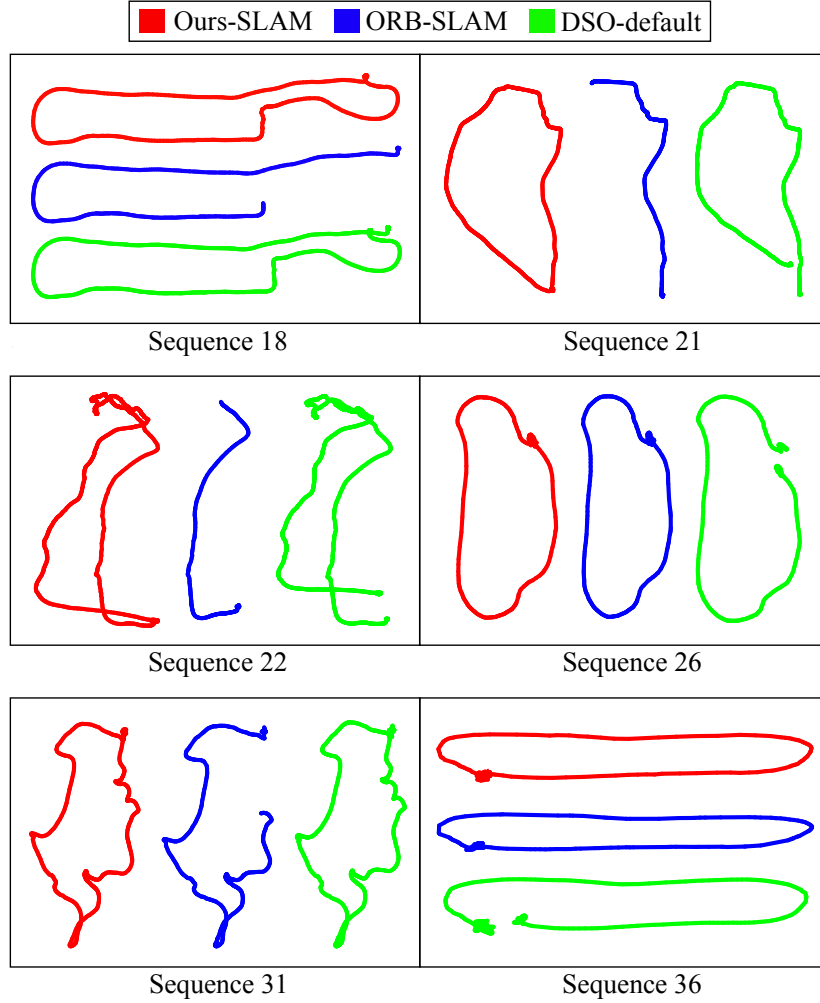 Ours-SLAM ORB-SLAM DSO-default
Sequence 18 Sequence 21
Sequence 22 Sequence 26
Sequence 31 Sequence 36